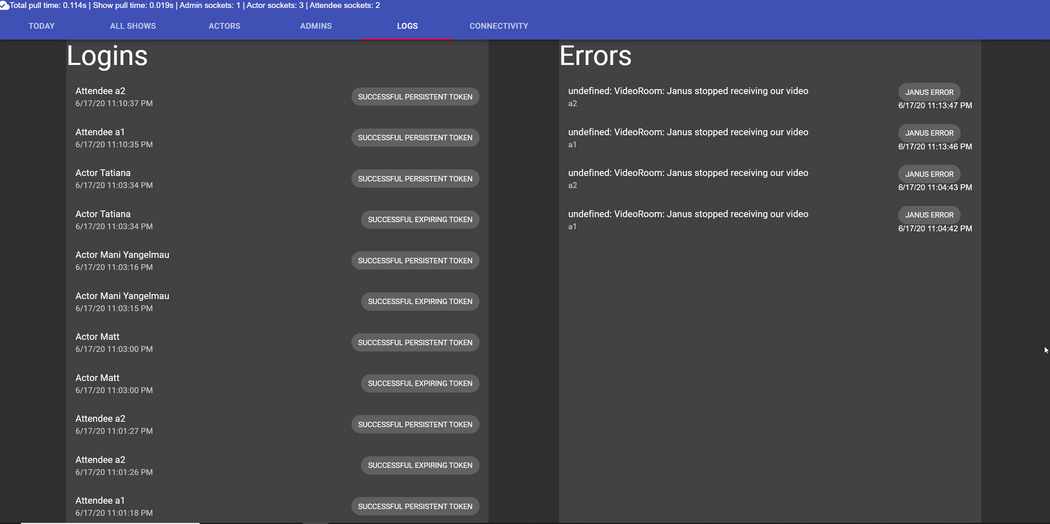 Total pull time: 0.114s | Show pull time: 0.019s | Admin sockets: 1 | Actor sockets: 3 | Attendee sockets: 2
TODAY ALL SHOWS ACTORS ADMINS LOGS CONNECTIVITY
Logins
Attendee a2
6/17/20 11:10:37 PM
SUCCESSFUL PERSISTENT TOKEN
Attendee a1
6/17/20 11:10:35 PM
SUCCESSFUL PERSISTENT TOKEN
Actor Tatiana
6/17/20 11:03:34 PM
SUCCESSFUL PERSISTENT TOKEN
Actor Tatiana
6/17/20 11:03:34 PM
SUCCESSFUL EXPIRING TOKEN
Actor Mani Yangelmau
6/17/20 11:03:16 PM
SUCCESSFUL PERSISTENT TOKEN
Actor Mani Yangelmau
6/17/20 11:03:15 PM
SUCCESSFUL EXPIRING TOKEN
Actor Matt
6/17/20 11:03:00 PM
SUCCESSFUL PERSISTENT TOKEN
Actor Matt
6/17/20 11:03:00 PM
SUCCESSFUL EXPIRING TOKEN
Attendee a2
6/17/20 11:01:27 PM
SUCCESSFUL PERSISTENT TOKEN
Attendee a2
6/17/20 11:01:26 PM
SUCCESSFUL EXPIRING TOKEN
Attendee a1
6/17/20 11:01:18 PM
SUCCESSFUL PERSISTENT TOKEN
Errors
undefined: VideoRoom: Janus stopped receiving our video
a2
JANUS ERROR
6/17/20 11:13:47 PM
undefined: VideoRoom: Janus stopped receiving our video
a1
JANUS ERROR
6/17/20 11:13:46 PM
undefined: VideoRoom: Janus stopped receiving our video
a2
JANUS ERROR
6/17/20 11:04:43 PM
undefined: VideoRoom: Janus stopped receiving our video
a1
JANUS ERROR
6/17/20 11:04:42 PM